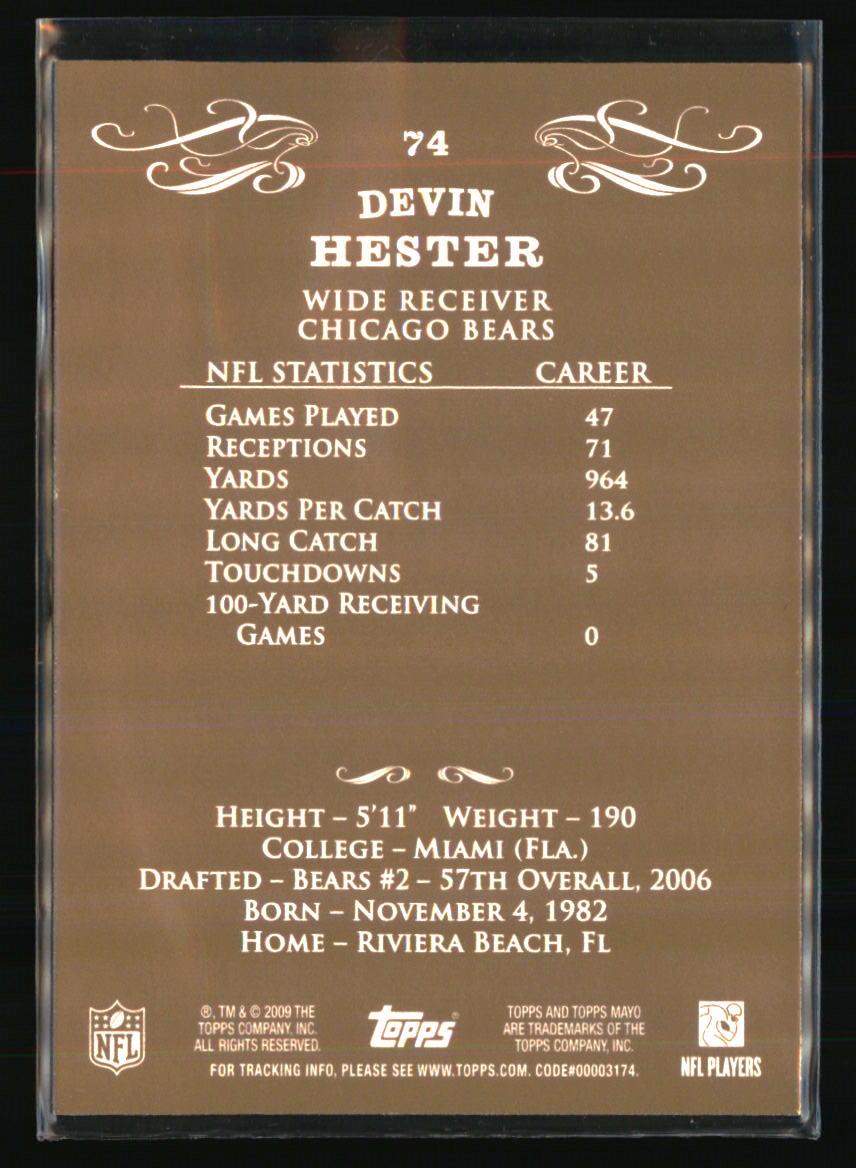 74
DEVIN
HESTER
WIDE RECEIVER
CHICAGO BEARS
NFL STATISTICS CAREER
GAMES PLAYED 47
RECEPTIONS 71
YARDS 964
YARDS PER CATCH 13.6
LONG CATCH 81
TOUCHDOWNS 5
100-YARD RECEIVING
GAMES 0
HEIGHT – 5'11" WEIGHT – 190
COLLEGE – MIAMI (FLA.)
DRAFTED – BEARS #2 – 57TH OVERALL, 2006
BORN – NOVEMBER 4, 1982
HOME – RIVIERA BEACH, FL
NFL
®, TM & © 2009 THE
TOPPS COMPANY, INC.
ALL RIGHTS RESERVED.
Topps®
TOPPS AND TOPPS MAYO
ARE TRADEMARKS OF THE
TOPPS COMPANY, INC.
NFL PLAYERS
FOR TRACKING INFO, PLEASE SEE WWW.TOPPS.COM. CODE#00003174.